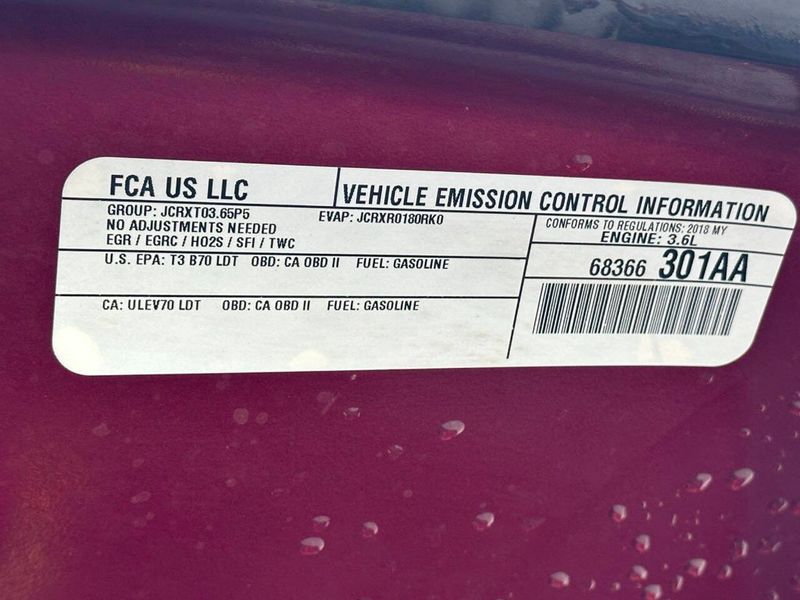 FCA US LLC
VEHICLE EMISSION CONTROL INFORMATION
GROUP: JCRXT03.65P5 EVAP: JCRXR0180RK0
NO ADJUSTMENTS NEEDED
EGR / EGRC / HO2S / SFI / TWC
CONFORMS TO REGULATIONS: 2018 MY
ENGINE: 3.6L
U.S. EPA: T3 B70 LDT OBD: CA OBD II FUEL: GASOLINE
68366 301AA
CA: ULEV70 LDT OBD: CA OBD II FUEL: GASOLINE